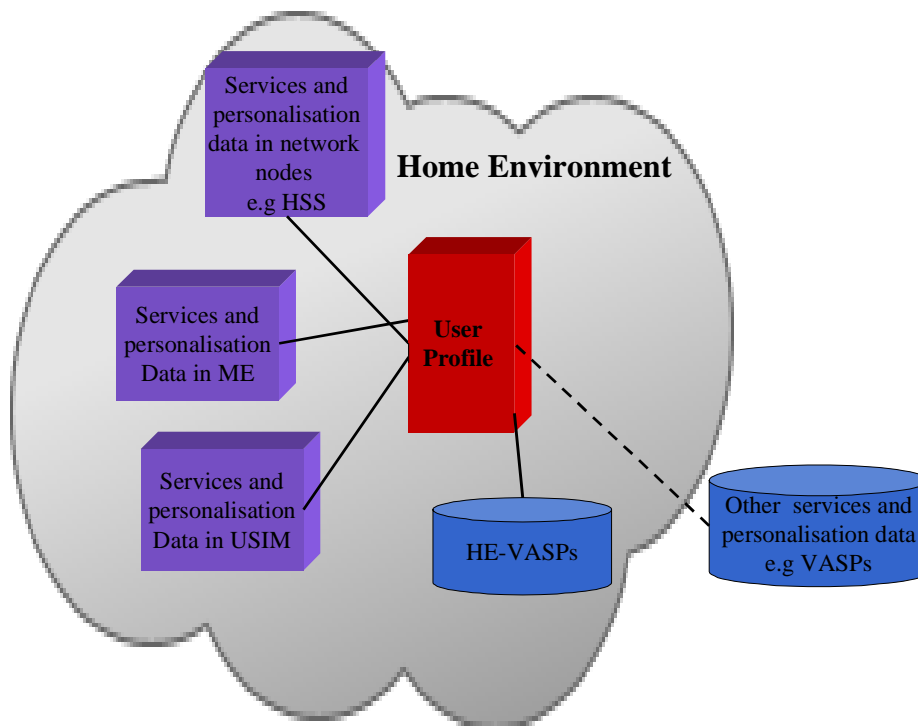 Services and
personalisation
data in network
nodes
e.g HSS
Home Environment
Services and
personalisation
Data in ME
User
Profile
Services and
personalisation
Data in USIM
HE-VASPs
Other services and
personalisation data
e.g VASPs